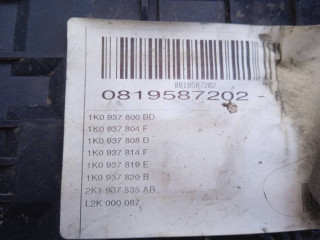 0819587202
0819587202 -
1K0 937 800 BD
1K0 937 804 F
1K0 937 808 D
1K0 937 814 F
1K0 937 819 E
1K0 937 820 B
2K1 937 535 AB
L2K 000 087